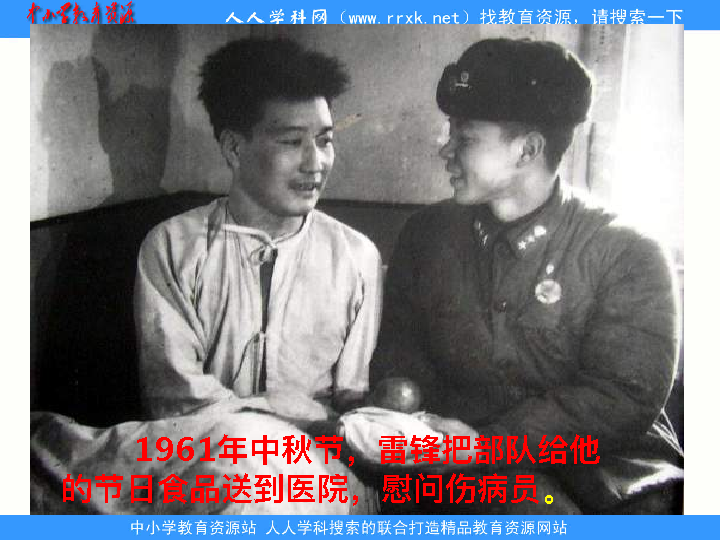 中小学教育资源 人人学科网（www.rrxk.net）找教育资源，请搜索一下
1961年中秋节，雷锋把部队给他
的节日食品送到医院，慰问伤病员。
中小学教育资源站 人人学科搜索的联合打造精品教育资源网站